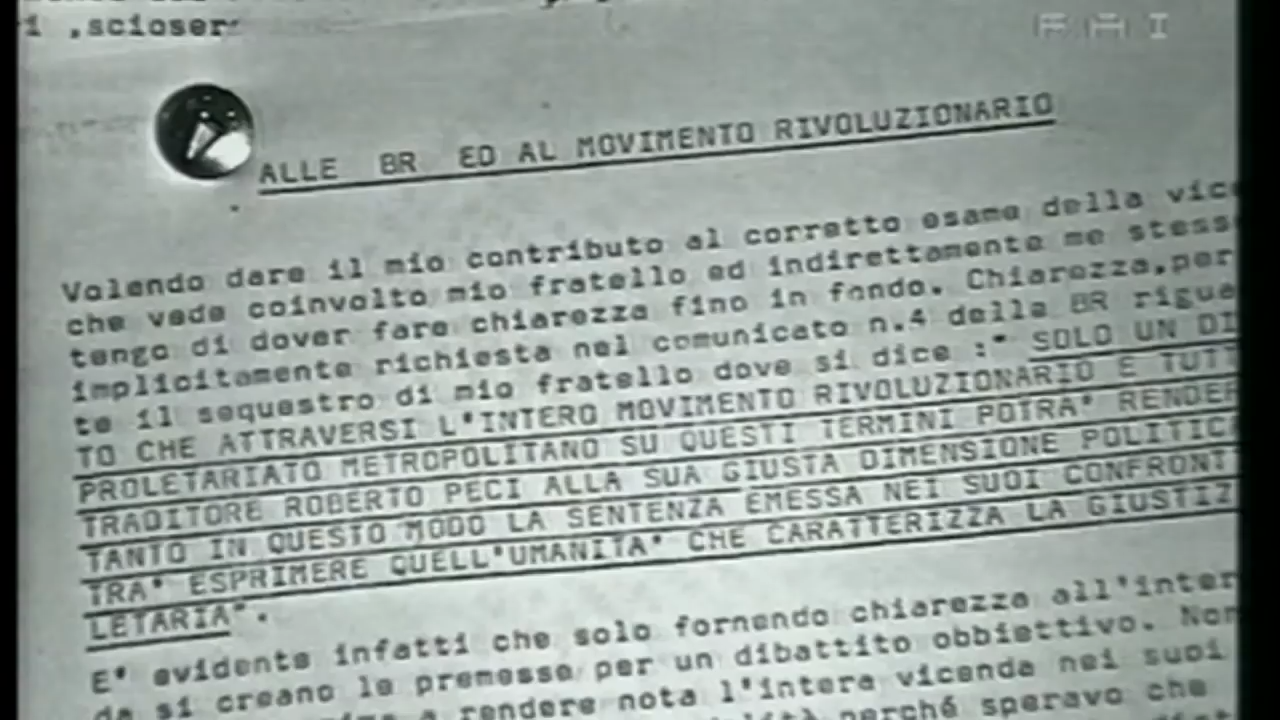 i ,scioser
RAI
ALLE BR ED AL MOVIMENTO RIVOLUZIONARIO
Volendo dare il mio contributo al corretto esame della vic
che vede coinvolto mio fratello ed indirettamente me stess
tengo di dover fare chiarezza fino in fondo. Chiarezza,per
implicitamente richiesta nel comunicato n.4 delle BR rigua
te il sequestro di mio fratello dove si dice :" SOLO UN DI
TO CHE ATTRAVERSI L'INTERO MOVIMENTO RIVOLUZIONARIO E TUTT
PROLETARIATO METROPOLITANO SU QUESTI TERMINI POTRA' RENDER
TRADITORE ROBERTO PECI ALLA SUA GIUSTA DIMENSIONE POLITICA
TANTO IN QUESTO MODO LA SENTENZA EMESSA NEI SUOI CONFRONTI
TRA' ESPRIMERE QUELL'UMANITA' CHE CARATTERIZZA LA GIUSTIZ
LETARIA".
E' evidente infatti che solo fornendo chiarezza all'inter
da si creano le premesse per un dibattito obbiettivo. Non
a rendere nota l'intera vicenda nei suoi
perché speravo che